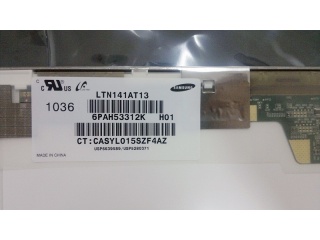 LTN141AT13
SAMSUNG
1036
6PAH53312K H01
CT:CASYL015SZF4AZ
MADE IN CHINA